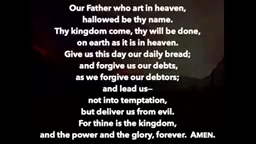 Our Father who art in heaven,
hallowed be thy name.
Thy kingdom come, thy will be done,
on earth as it is in heaven.
Give us this day our daily bread;
and forgive us our debts,
as we forgive our debtors;
and lead us—
not into temptation,
but deliver us from evil.
For thine is the kingdom,
and the power and the glory, forever. AMEN.